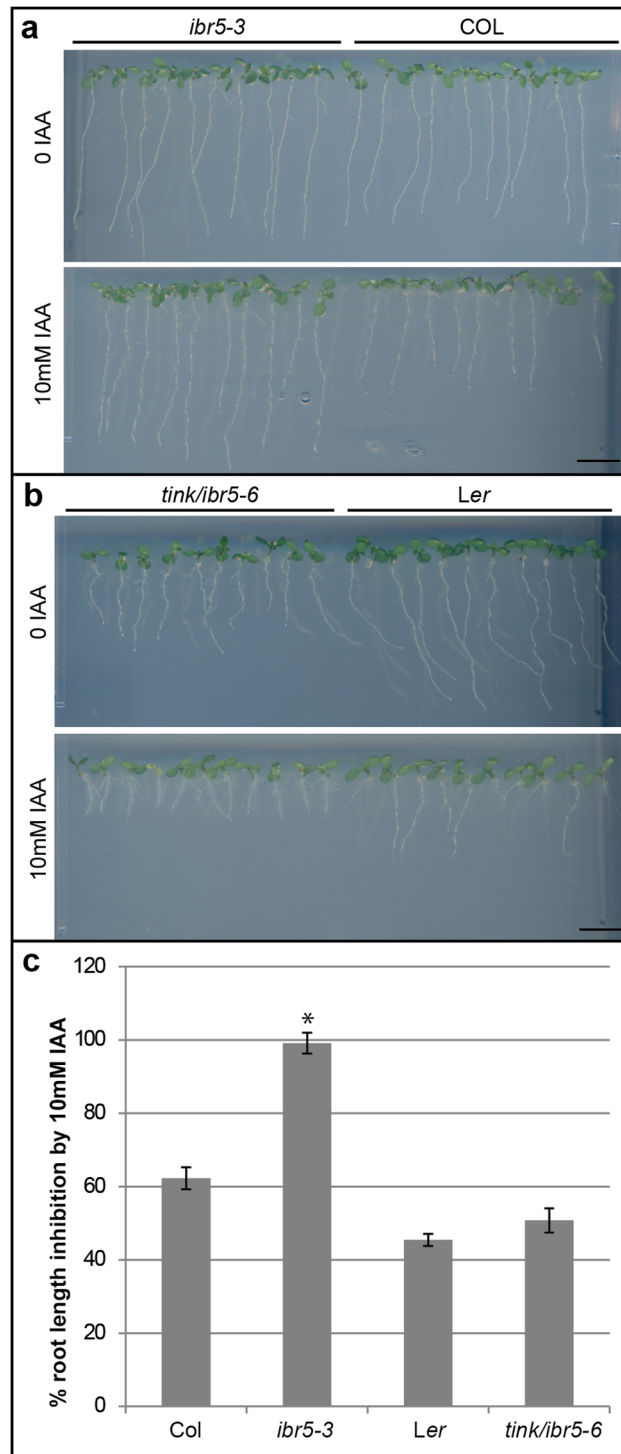 a
ibr5-3
COL
0 IAA
10mM IAA
b
tink/ibr5-6
Ler
0 IAA
10mM IAA
c
% root length inhibition by 10mM IAA
120
100
80
60
40
20
0
*
Col
ibr5-3
Ler
tink/ibr5-6